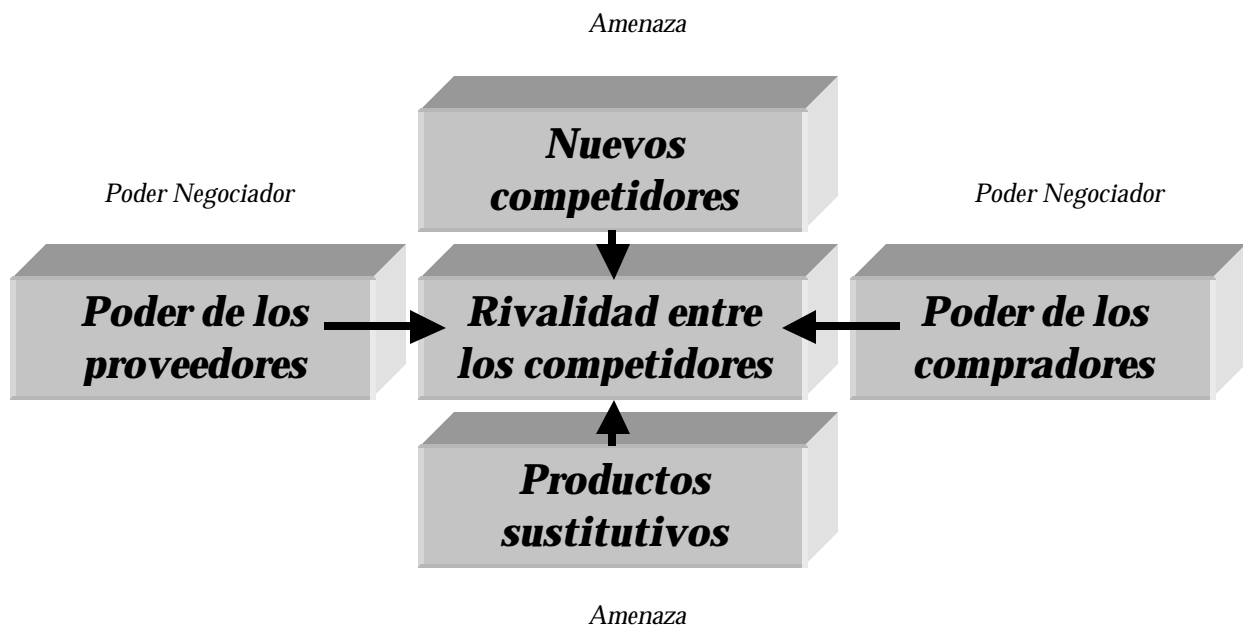 Amenaza
Nuevos
competidores
Poder Negociador
Poder Negociador
Poder de los
proveedores
Rivalidad entre
los competidores
Poder de los
compradores
Productos
sustitutivos
Amenaza